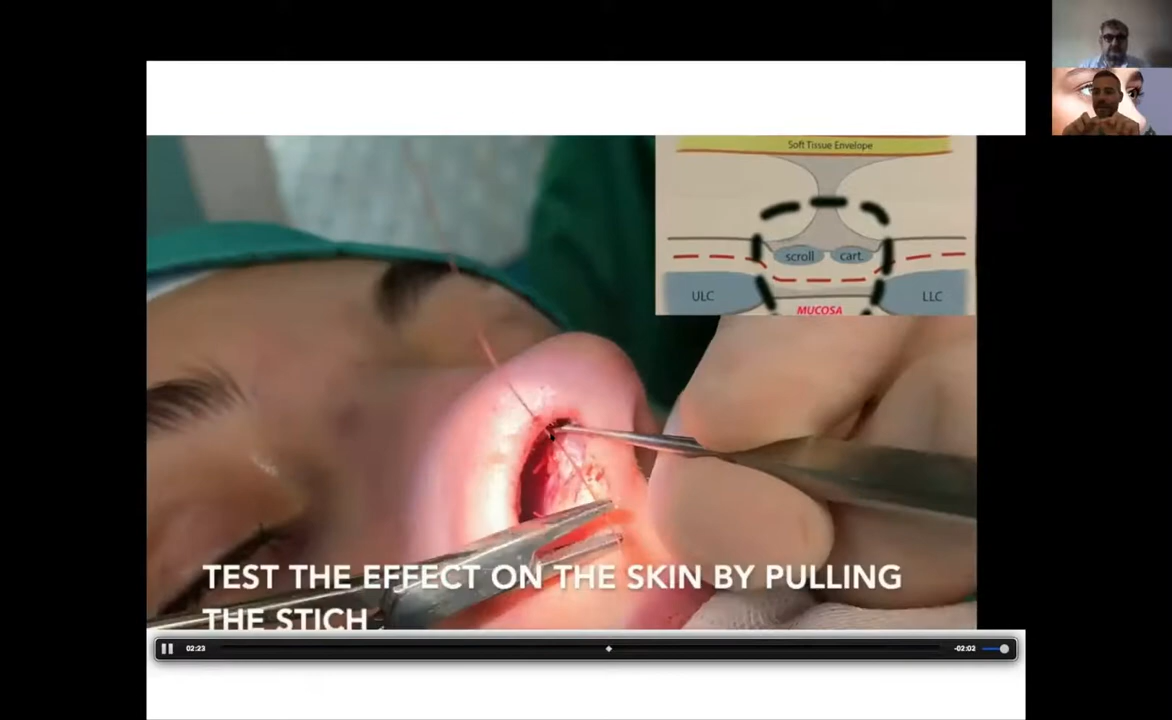 Soft Tissue Envelope
scroll cart.
ULC LLC
MUCOSA
TEST THE EFFECT ON THE SKIN BY PULLING
THE STICH
02:23 -02:02